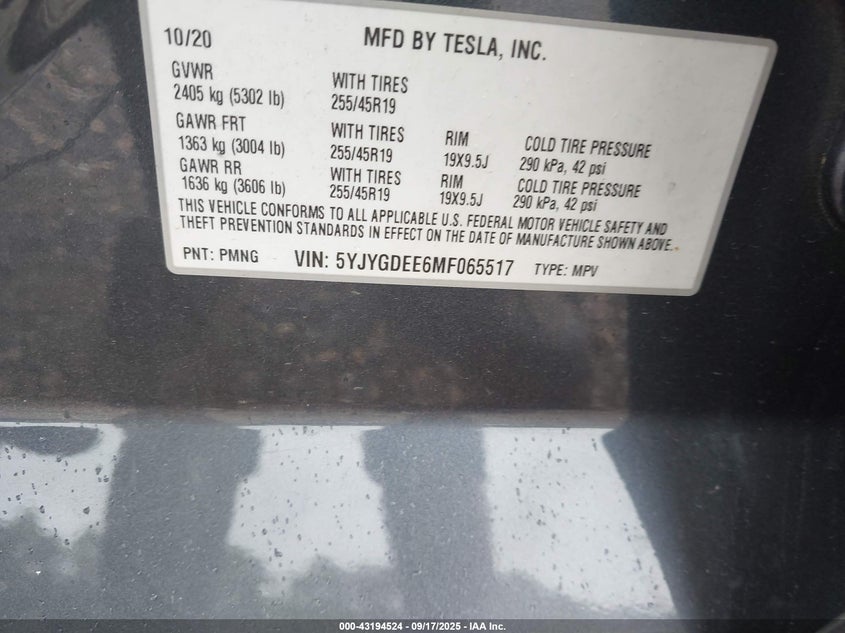 10/20 MFD BY TESLA, INC.
GVWR
2405 kg (5302 lb) WITH TIRES 255/45R19
GAWR FRT
1363 kg (3004 lb) WITH TIRES 255/45R19 RIM 19X9.5J COLD TIRE PRESSURE 290 kPa, 42 psi
GAWR RR
1636 kg (3606 lb) WITH TIRES 255/45R19 RIM 19X9.5J COLD TIRE PRESSURE 290 kPa, 42 psi
THIS VEHICLE CONFORMS TO ALL APPLICABLE U.S. FEDERAL MOTOR VEHICLE SAFETY AND
THEFT PREVENTION STANDARDS IN EFFECT ON THE DATE OF MANUFACTURE SHOWN ABOVE.
PNT: PMNG VIN: 5YJYGDEE6MF065517 TYPE: MPV
000-43194524 - 09/17/2025 - IAA Inc.